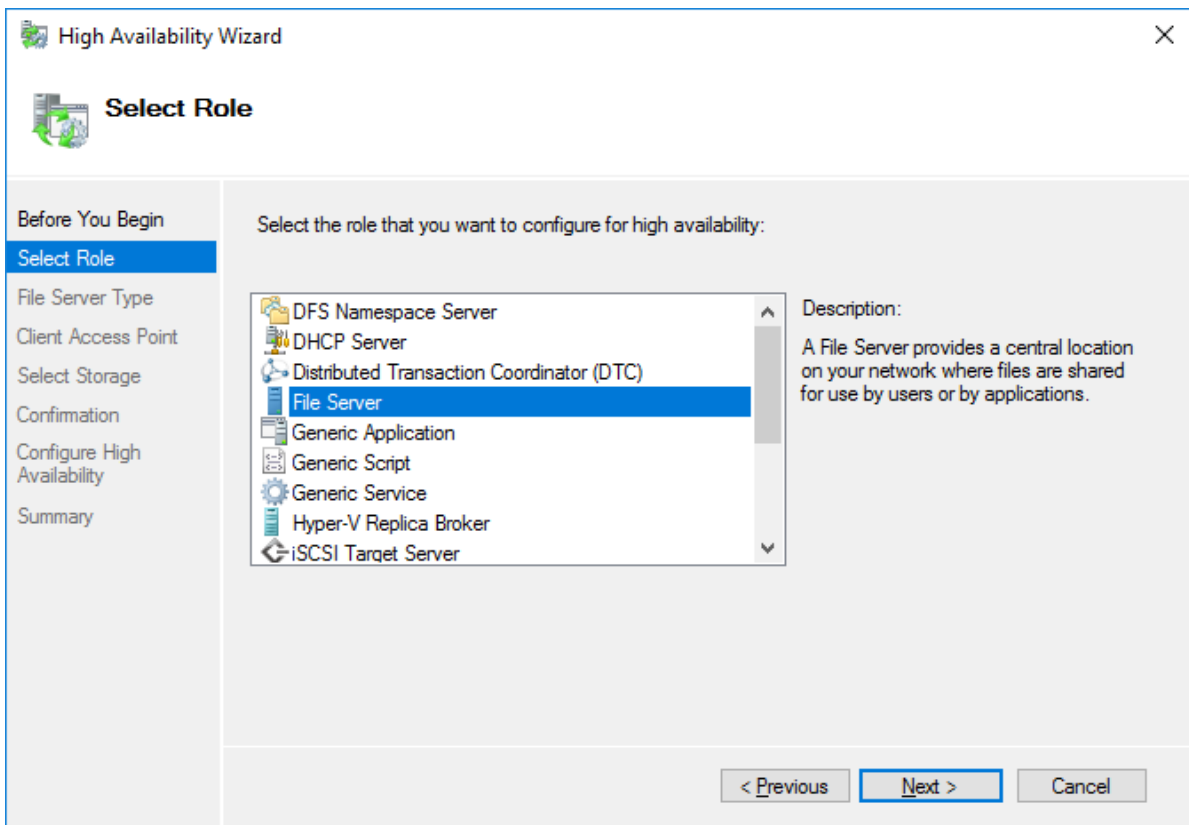 High Availability Wizard
Select Role
Before You Begin
Select Role
File Server Type
Client Access Point
Select Storage
Confirmation
Configure High
Availability
Summary
Select the role that you want to configure for high availability:
DFS Namespace Server
DHCP Server
Distributed Transaction Coordinator (DTC)
File Server
Generic Application
Generic Script
Generic Service
Hyper-V Replica Broker
iSCSI Target Server
Description:
A File Server provides a central location
on your network where files are shared
for use by users or by applications.
< Previous
Next >
Cancel